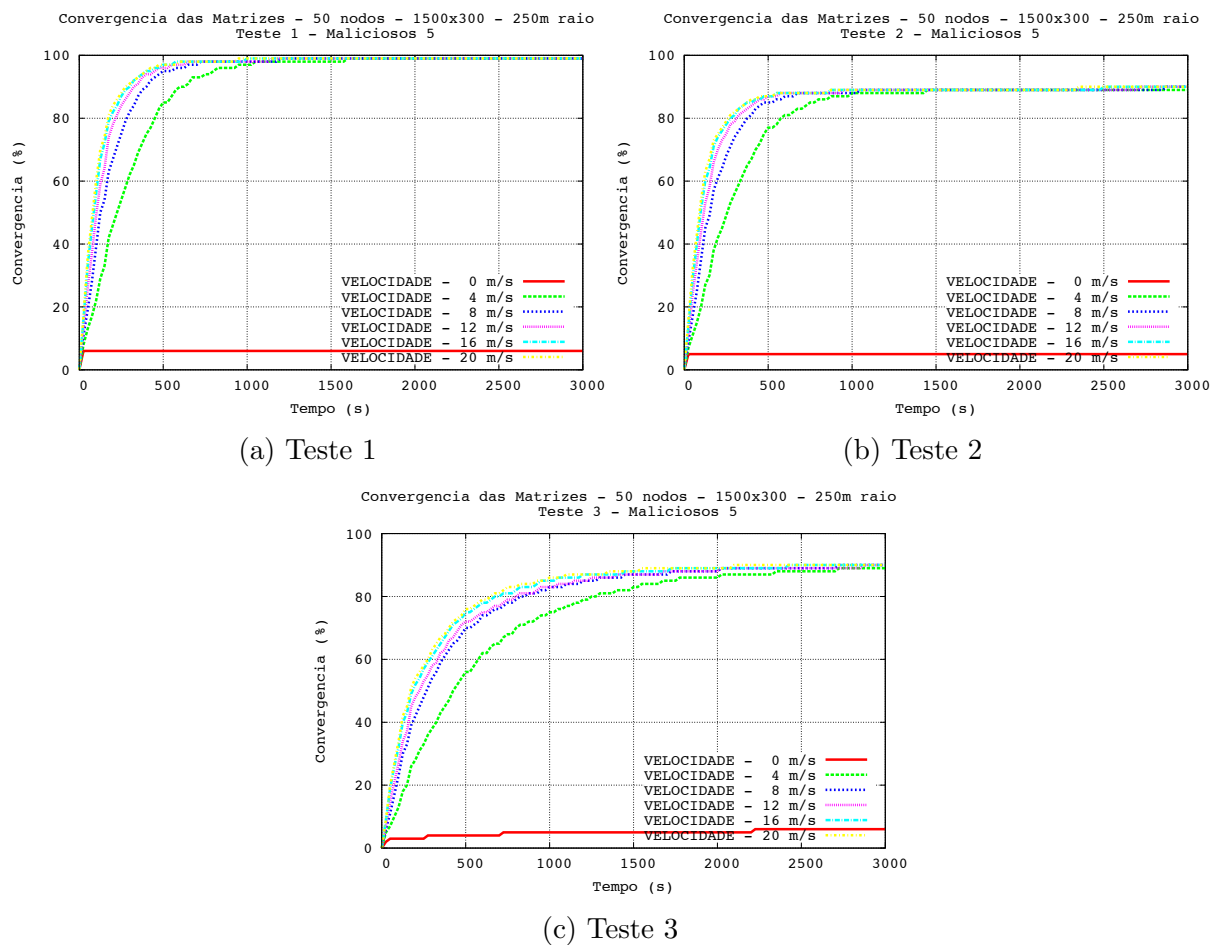 Convergencia das Matrizes - 50 nodos - 1500x300 - 250m raio
Teste 1 - Maliciosos 5
100
80
60
40
20
0
Convergencia (%)
VELOCIDADE - 0 m/s
VELOCIDADE - 4 m/s
VELOCIDADE - 8 m/s
VELOCIDADE - 12 m/s
VELOCIDADE - 16 m/s
VELOCIDADE - 20 m/s
0 500 1000 1500 2000 2500 3000
Tempo (s)
(a) Teste 1
Convergencia das Matrizes - 50 nodos - 1500x300 - 250m raio
Teste 2 - Maliciosos 5
100
80
60
40
20
0
Convergencia (%)
VELOCIDADE - 0 m/s
VELOCIDADE - 4 m/s
VELOCIDADE - 8 m/s
VELOCIDADE - 12 m/s
VELOCIDADE - 16 m/s
VELOCIDADE - 20 m/s
0 500 1000 1500 2000 2500 3000
Tempo (s)
(b) Teste 2
Convergencia das Matrizes - 50 nodos - 1500x300 - 250m raio
Teste 3 - Maliciosos 5
100
80
60
40
20
0
Convergencia (%)
VELOCIDADE - 0 m/s
VELOCIDADE - 4 m/s
VELOCIDADE - 8 m/s
VELOCIDADE - 12 m/s
VELOCIDADE - 16 m/s
VELOCIDADE - 20 m/s
0 500 1000 1500 2000 2500 3000
Tempo (s)
(c) Teste 3